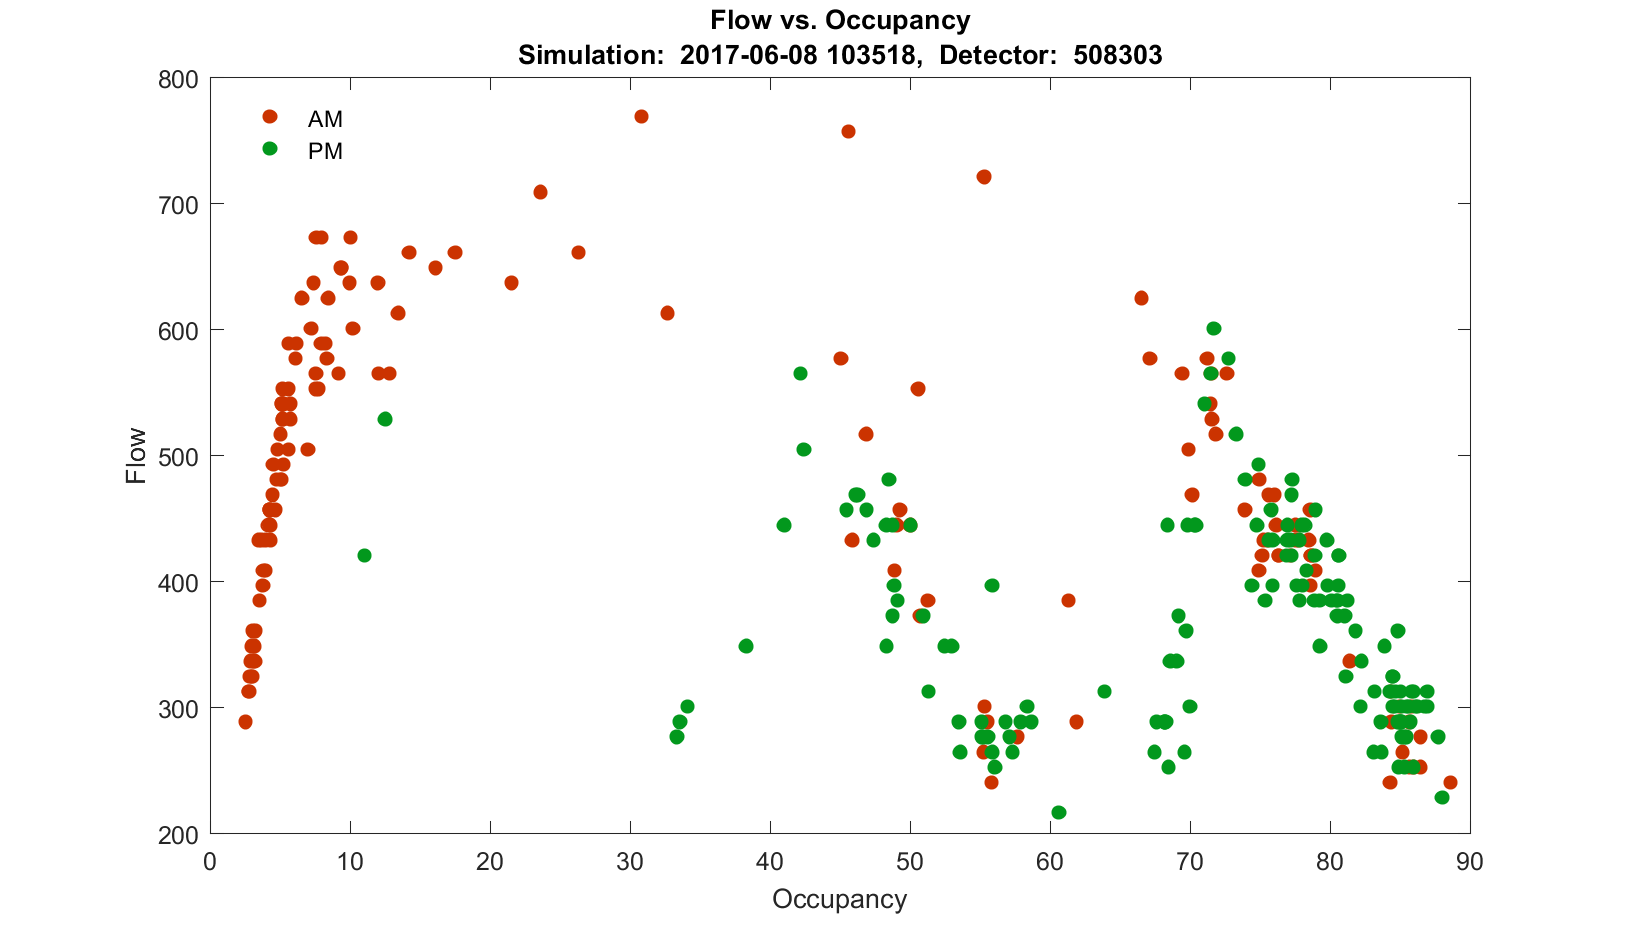 Flow vs. Occupancy
Simulation:  2017-06-08 103518,  Detector:  508303
800
700
600
500
400
300
200
Flow
AM
PM
0 10 20 30 40 50 60 70 80 90
Occupancy